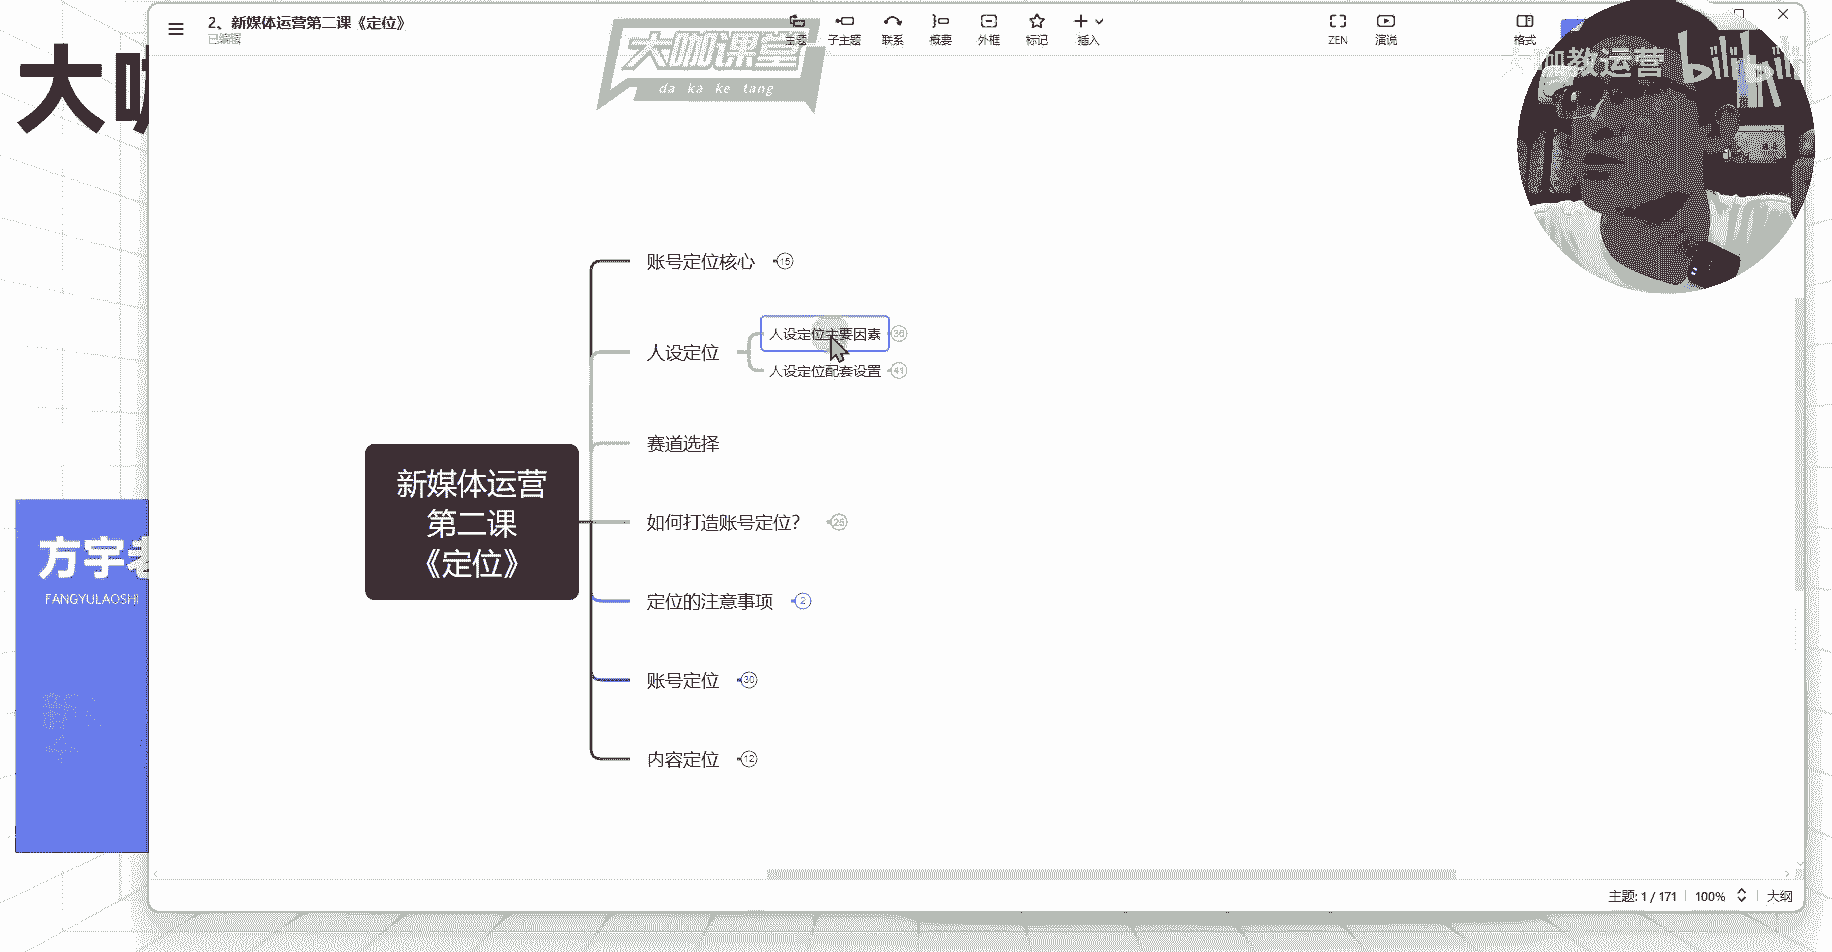 2、新媒体运营第二课《定位》
已编辑
主题
子主题
联系
概要
外框
标记
插入
ZEN
演说
格式
大咖课堂
da ka ke tang
咖教运营
bilibili
大咖
方宇老
FANGYULAOSHI
新媒体运营
第二课
《定位》
账号定位核心
15
人设定位
人设定位主要因素
人设定位配套设置
41
赛道选择
如何打造账号定位？
定位的注意事项
2
账号定位
30
内容定位
12
主题: 1 / 171
100%
大纲